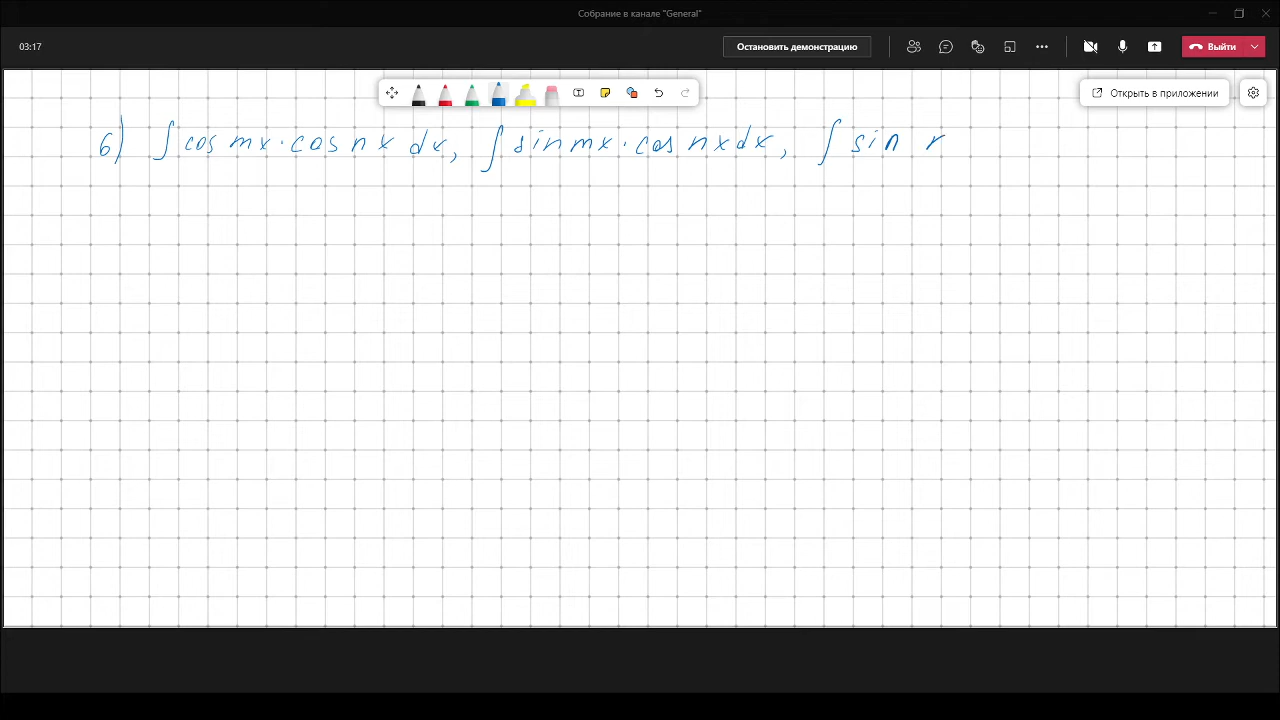 Собрание в канале "General"
03:17
Остановить демонстрацию
Выйти
Открыть в приложении
6) ∫ cos mx · cos nx dx, ∫ sin mx · cos nx dx, ∫ sin r